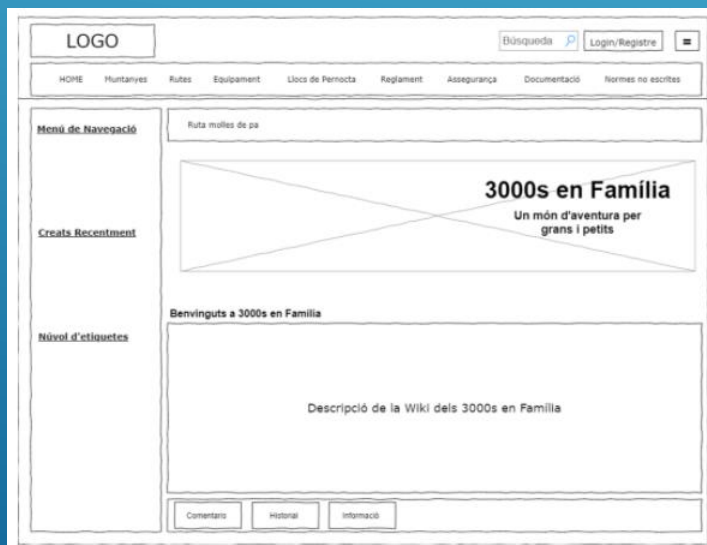 LOGO
Búsqueda
Login/Registre
HOME Muntanyes Rutes Equipament Llocs de Pernocta Reglament Assegurança Documentació Normes no escrites
Menú de Navegació
Ruta molles de pa
3000s en Família
Un món d'aventura per
grans i petits
Creats Recentment
Benvinguts a 3000s en Família
Núvol d'etiquetes
Descripció de la Wiki dels 3000s en Família
Comentaris Historial Informació